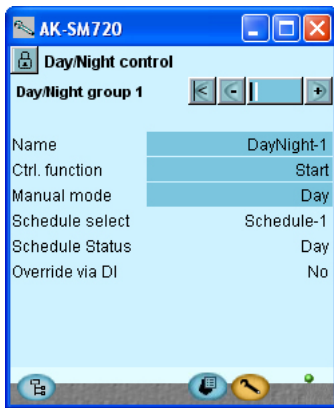 AK-SM720
Day/Night control
Day/Night group 1
Name DayNight-1
Ctrl. function Start
Manual mode Day
Schedule select Schedule-1
Schedule Status Day
Override via DI No